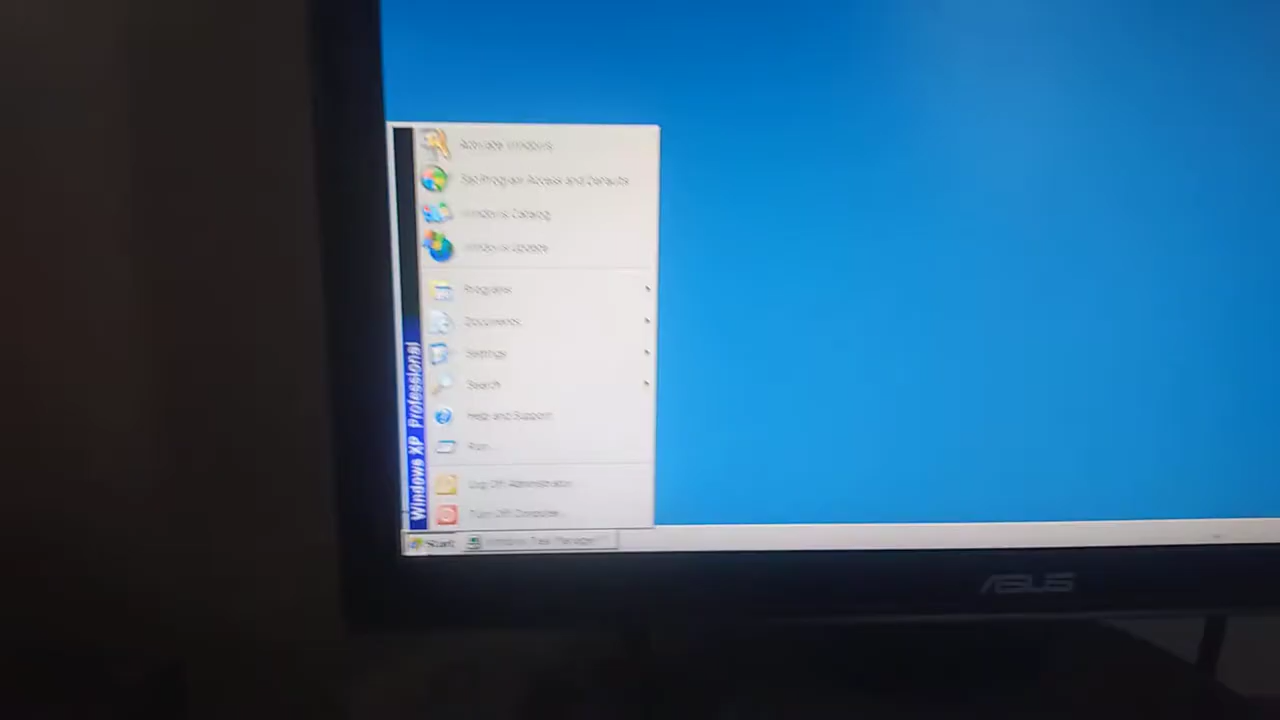 Activate Windows
Set Program Access and Defaults
Windows Catalog
Windows Update
Programs
Documents
Settings
Search
Help and Support
Run...
Log Off Administrator...
Turn Off Computer...
Windows XP Professional
Start
Windows Task Manager
ASUS